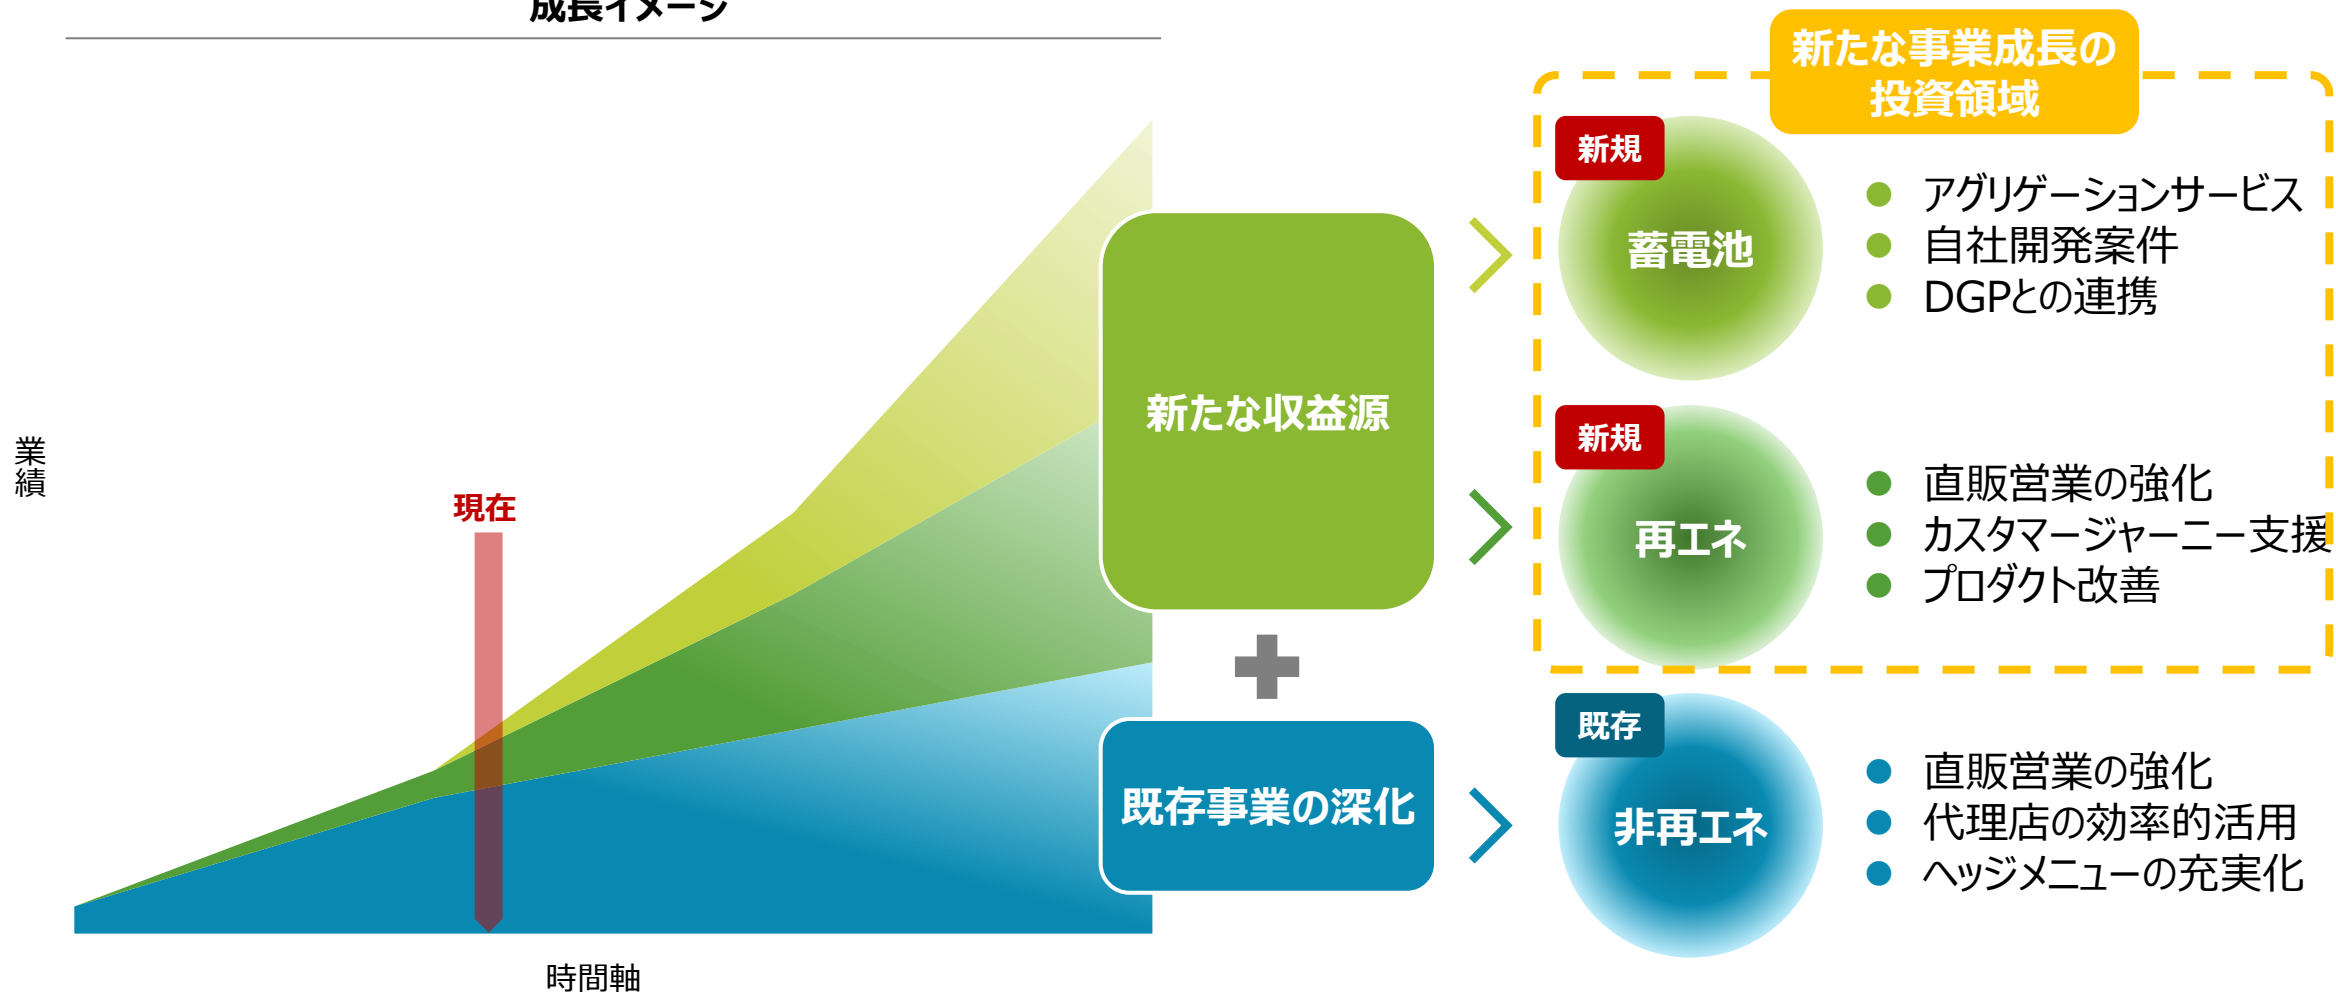 成長イメージ
業績
現在
時間軸
新たな収益源
既存事業の深化
新たな事業成長の
投資領域
新規
蓄電池
アグリゲーションサービス
自社開発案件
DGPとの連携
新規
再エネ
直販営業の強化
カスタマージャーニー支援
プロダクト改善
既存
非再エネ
直販営業の強化
代理店の効率的活用
ヘッジメニューの充実化